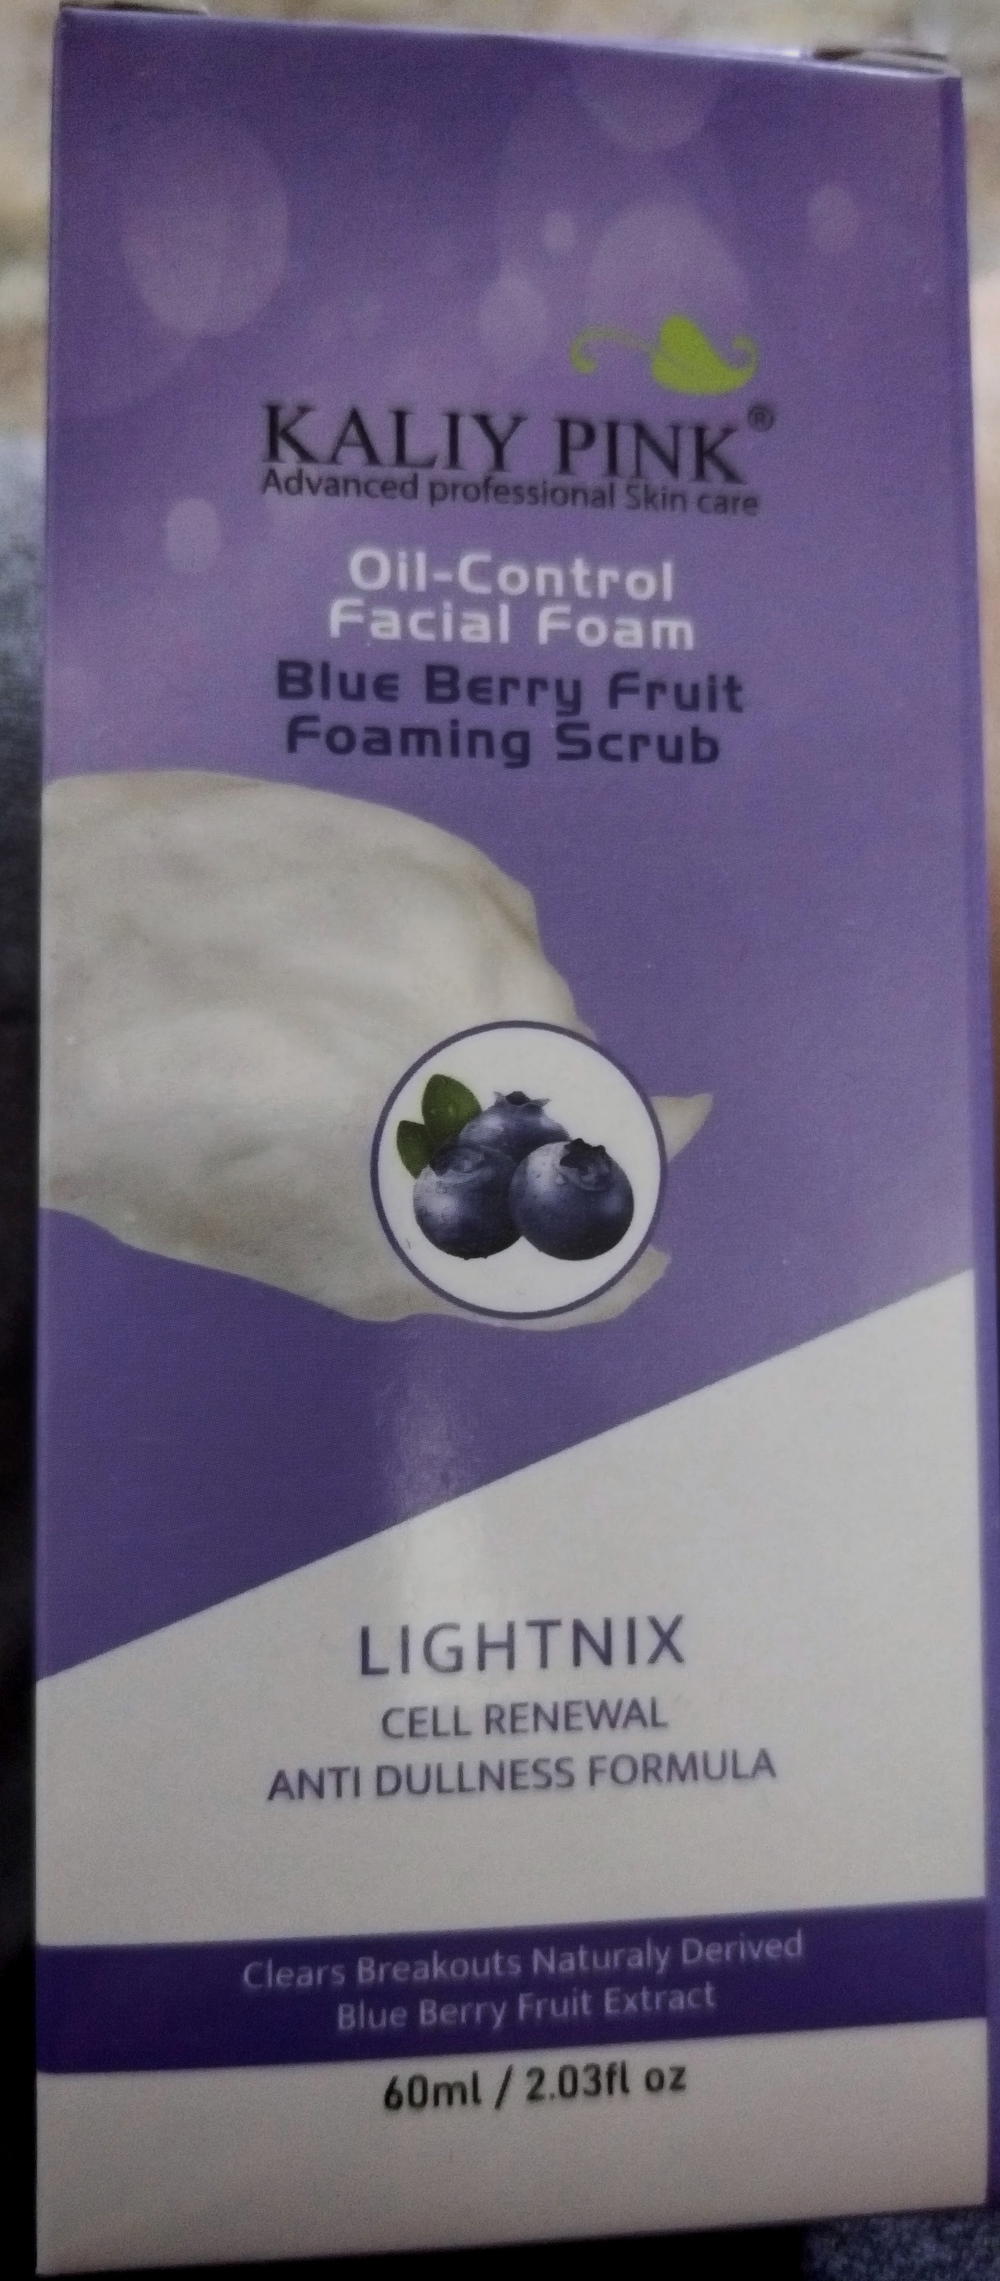 KALIY PINK®
Advanced professional Skin care
Oil-Control
Facial Foam
Blue Berry Fruit
Foaming Scrub
LIGHTNIX
CELL RENEWAL
ANTI DULLNESS FORMULA
Clears Breakouts Naturaly Derived
Blue Berry Fruit Extract
60ml / 2.03fl oz